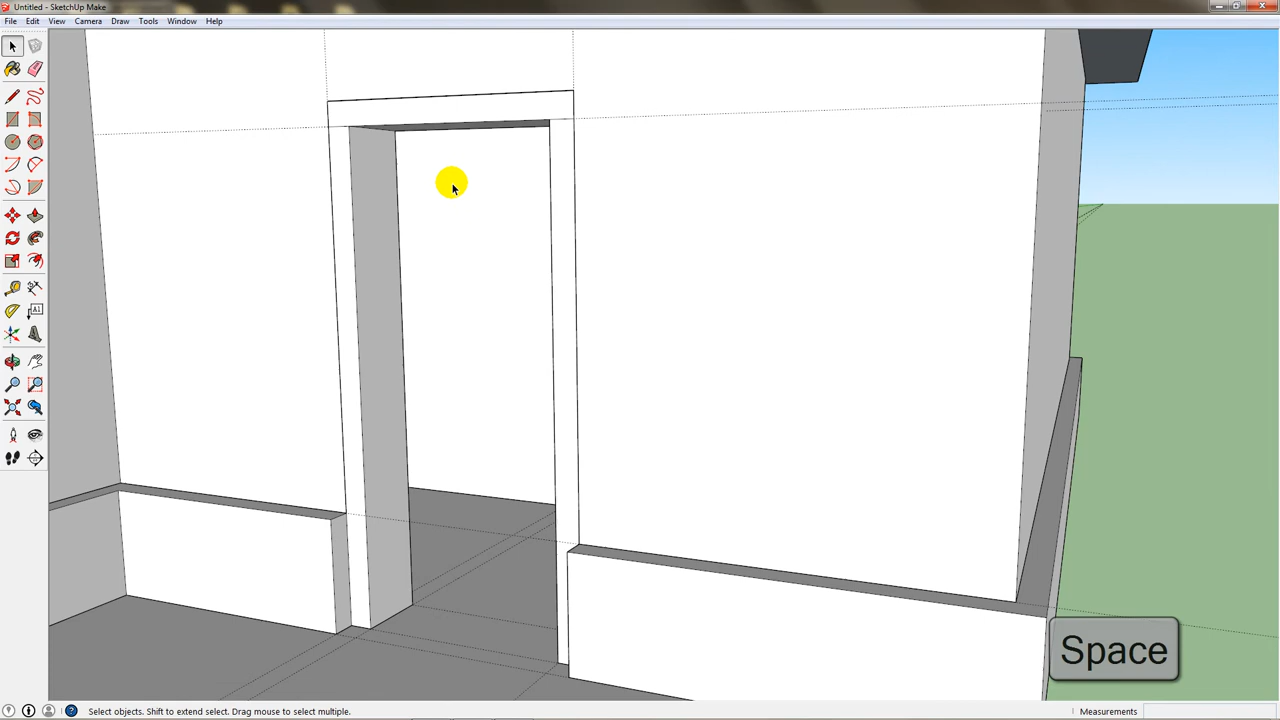 Untitled - SketchUp Make
File Edit View Camera Draw Tools Window Help
A1
Space
Select objects. Shift to extend select. Drag mouse to select multiple.
Measurements